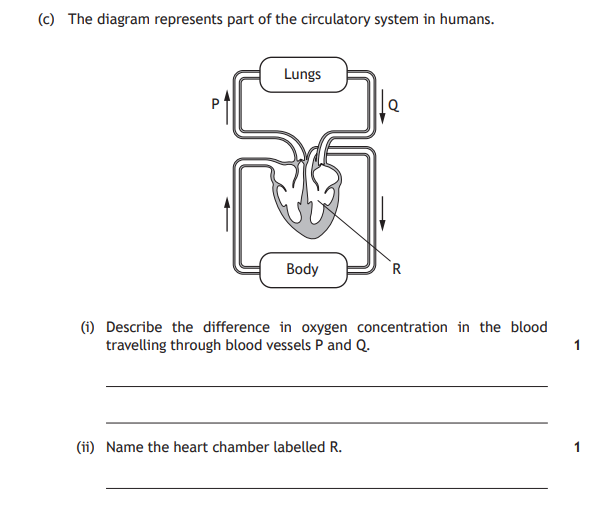 (c) The diagram represents part of the circulatory system in humans.
Lungs
P
Q
Body
R
(i) Describe the difference in oxygen concentration in the blood
travelling through blood vessels P and Q. 1
(ii) Name the heart chamber labelled R. 1